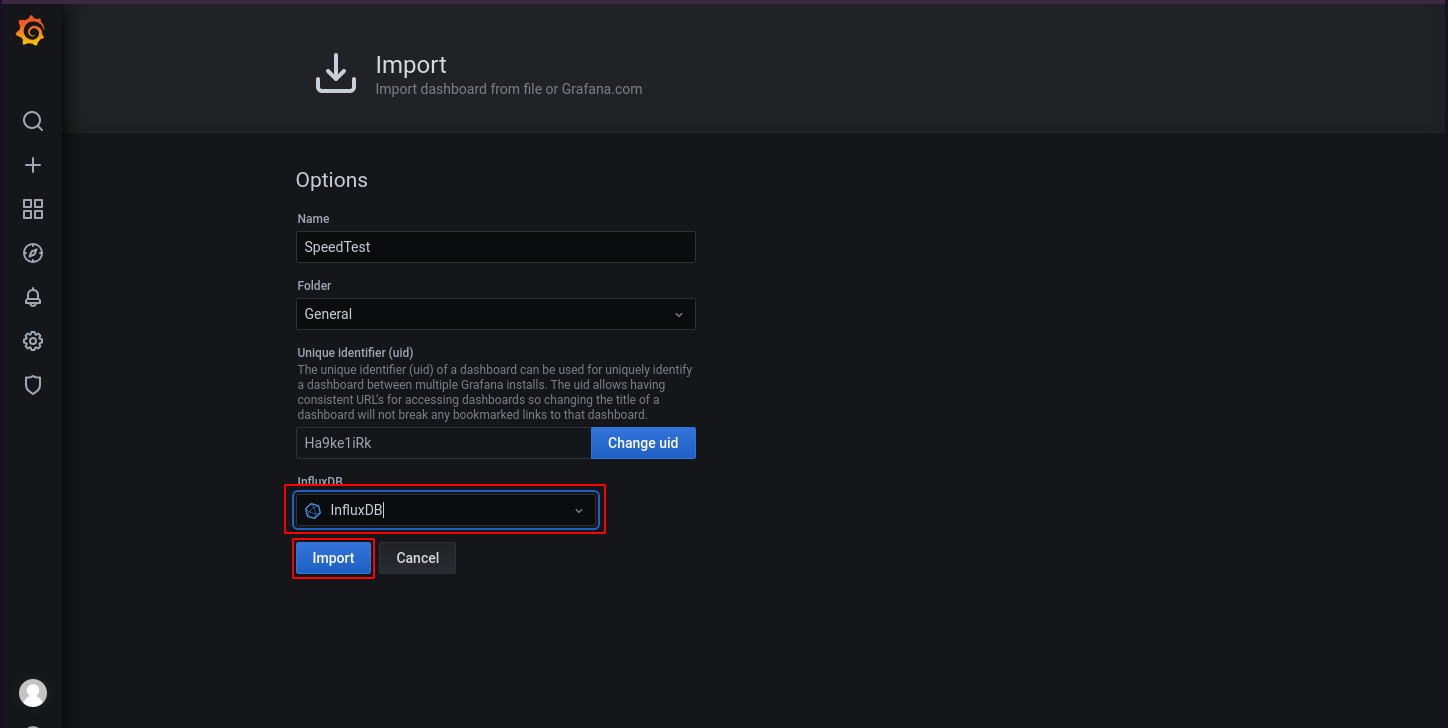 Import
Import dashboard from file or Grafana.com
Options
Name
SpeedTest
Folder
General
Unique identifier (uid)
The unique identifier (uid) of a dashboard can be used for uniquely identify
a dashboard between multiple Grafana installs. The uid allows having
consistent URL's for accessing dashboards so changing the title of a
dashboard will not break any bookmarked links to that dashboard.
Ha9ke1iRk
Change uid
InfluxDB
InfluxDB
Import
Cancel